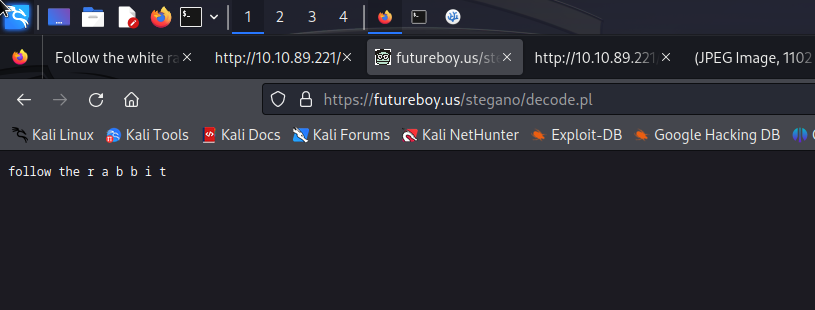 1 2 3 4
Follow the white ra
http://10.10.89.221/
futureboy.us/ste
http://10.10.89.221
(JPEG Image, 1102
https://futureboy.us/stegano/decode.pl
Kali Linux
Kali Tools
Kali Docs
Kali Forums
Kali NetHunter
Exploit-DB
Google Hacking DB
follow the r a b b i t